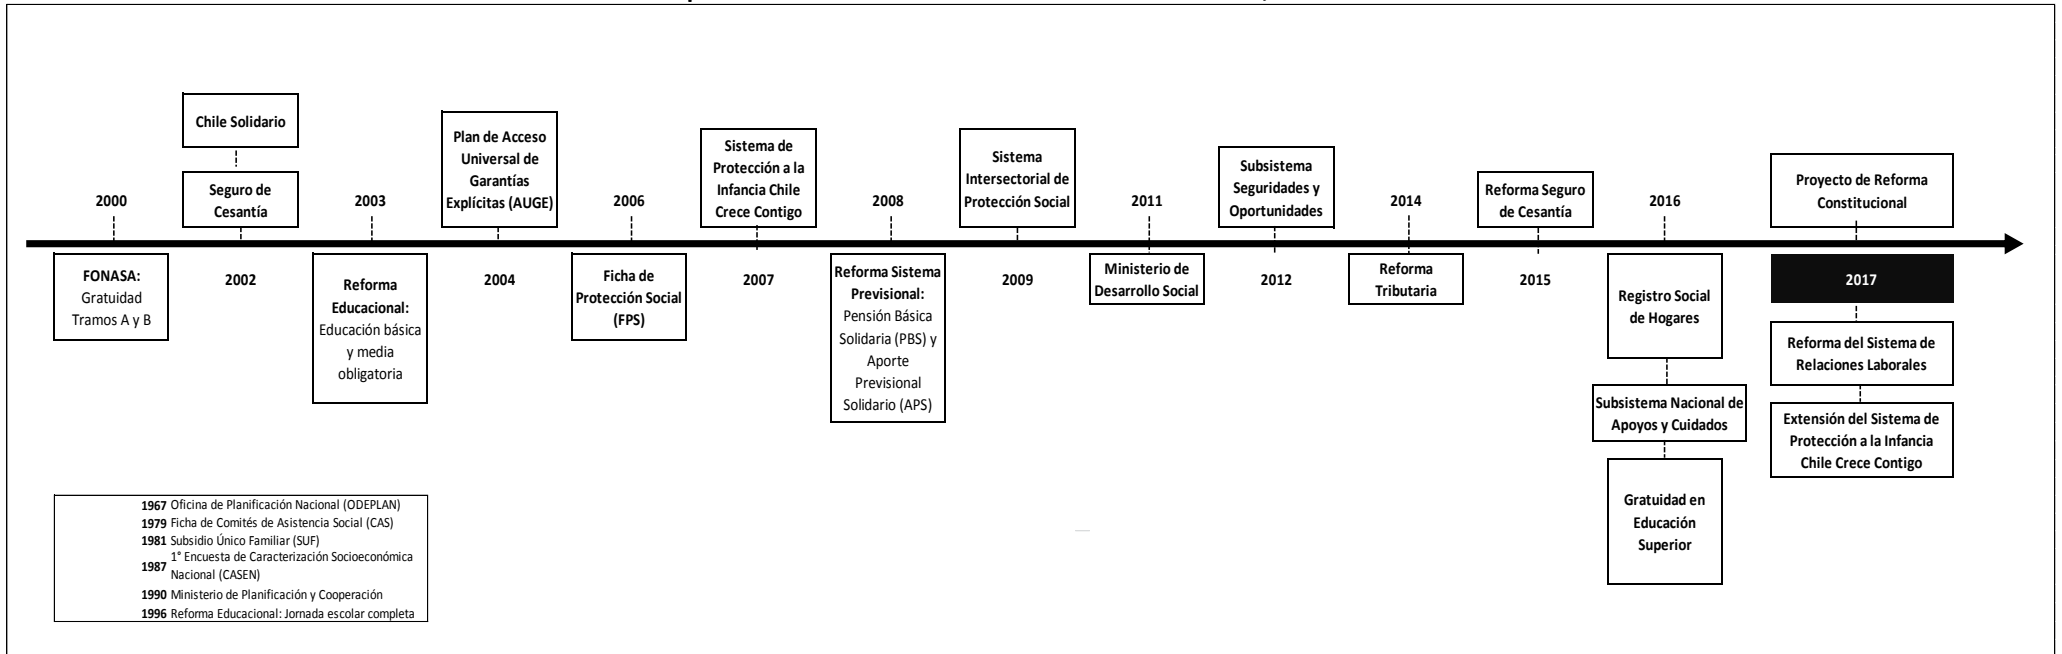 2000
FONASA:
Gratuidad
Tramos A y B
Chile Solidario
Seguro de
Cesantía
2002
2003
Reforma
Educacional:
Educación básica
y media
obligatoria
Plan de Acceso
Universal de
Garantías
Explícitas (AUGE)
2004
2006
Ficha de
Protección Social
(FPS)
Sistema de
Protección a la
Infancia Chile
Crece Contigo
2007
2008
Reforma Sistema
Previsional:
Pensión Básica
Solidaria (PBS) y
Aporte
Previsional
Solidario (APS)
Sistema
Intersectorial de
Protección Social
2009
2011
Ministerio de
Desarrollo Social
Subsistema
Seguridades y
Oportunidades
2012
2014
Reforma
Tributaria
Reforma Seguro
de Cesantía
2015
2016
Registro Social
de Hogares
Subsistema Nacional de
Apoyos y Cuidados
Gratuidad en
Educación
Superior
Proyecto de Reforma
Constitucional
2017
Reforma del Sistema de
Relaciones Laborales
Extensión del Sistema de
Protección a la Infancia
Chile Crece Contigo
1967 Oficina de Planificación Nacional (ODEPLAN)
1979 Ficha de Comités de Asistencia Social (CAS)
1981 Subsidio Único Familiar (SUF)
1987 1° Encuesta de Caracterización Socioeconómica
Nacional (CASEN)
1990 Ministerio de Planificación y Cooperación
1996 Reforma Educacional: Jornada escolar completa